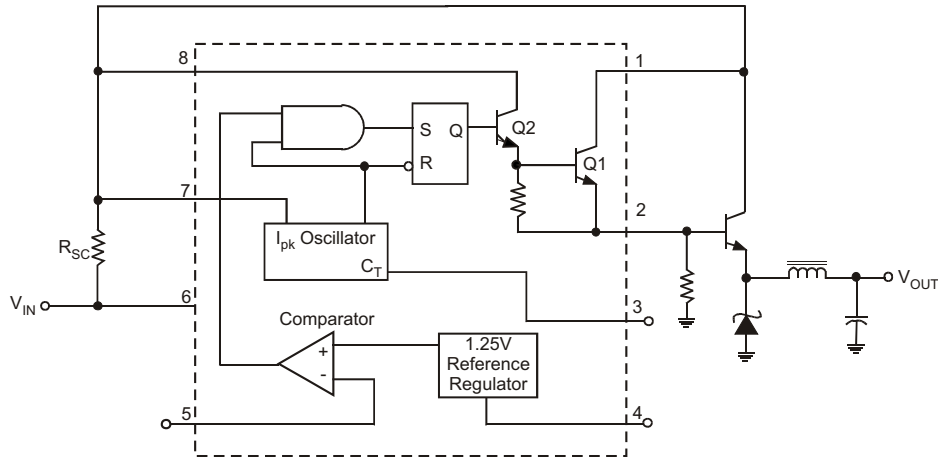 8
1
S
Q
Q2
R
Q1
7
2
I_pk Oscillator
R_SC
C_T
V_IN
6
V_OUT
3
Comparator
+
-
1.25V
Reference
Regulator
5
4